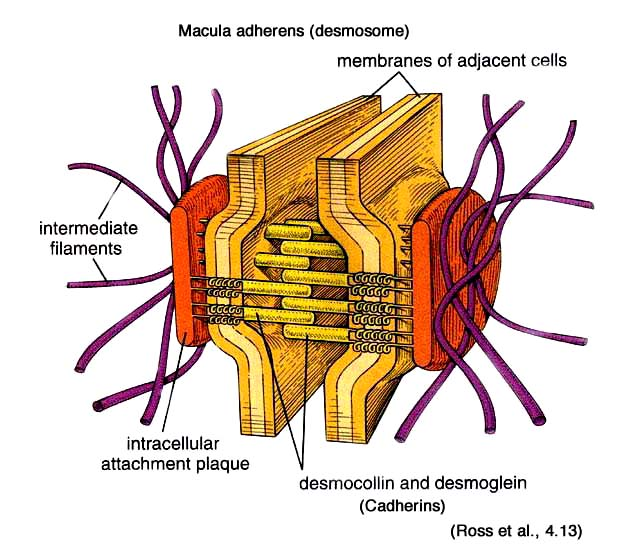 Macula adherens (desmosome)
membranes of adjacent cells
intermediate
filaments
intracellular
attachment plaque
desmocollin and desmoglein
(Cadherins)
(Ross et al., 4.13)